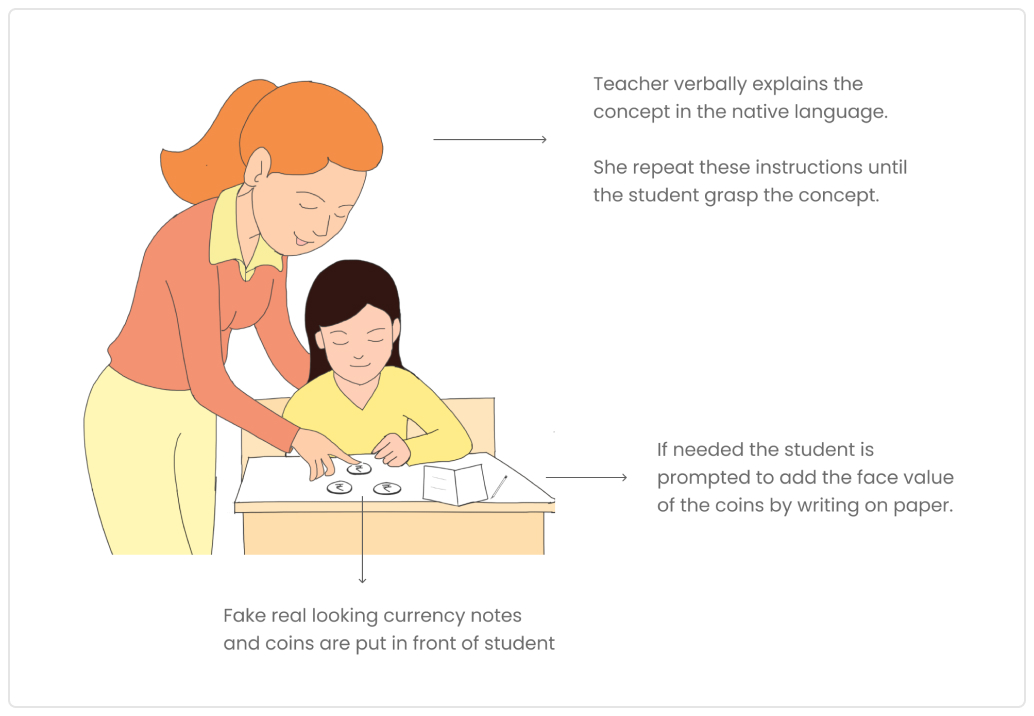 Teacher verbally explains the
concept in the native language.
She repeat these instructions until
the student grasp the concept.
If needed the student is
prompted to add the face value
of the coins by writing on paper.
₹
₹ ₹
Fake real looking currency notes
and coins are put in front of student